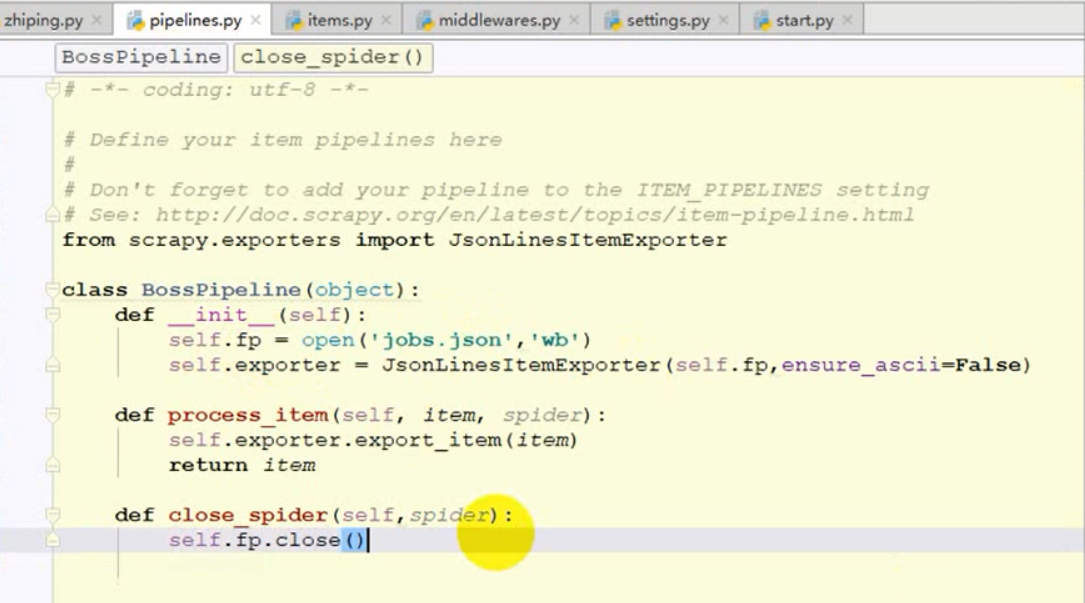 zhiping.py × pipelines.py × items.py × middlewares.py × settings.py × start.py ×
BossPipeline close_spider()
# -*- coding: utf-8 -*-
# Define your item pipelines here
#
# Don't forget to add your pipeline to the ITEM_PIPELINES setting
# See: http://doc.scrapy.org/en/latest/topics/item-pipeline.html
from scrapy.exporters import JsonLinesItemExporter
class BossPipeline(object):
def __init__(self):
self.fp = open('jobs.json','wb')
self.exporter = JsonLinesItemExporter(self.fp,ensure_ascii=False)
def process_item(self, item, spider):
self.exporter.export_item(item)
return item
def close_spider(self,spider):
self.fp.close()